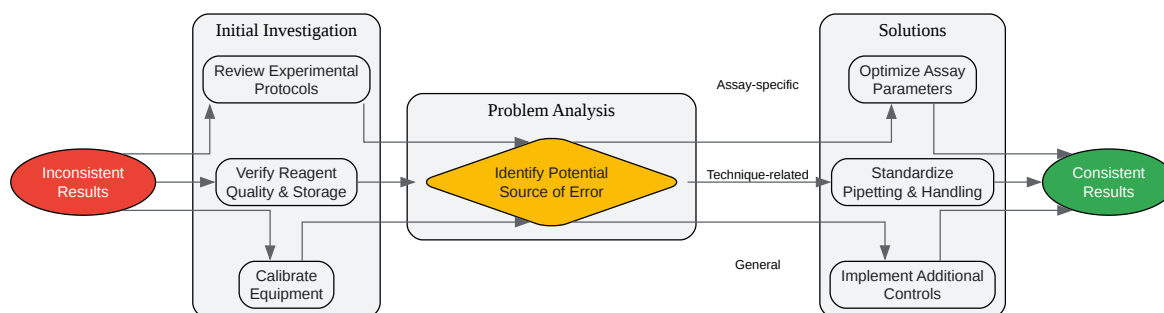 Initial Investigation
Review Experimental
Protocols
Verify Reagent
Quality & Storage
Calibrate
Equipment
Inconsistent
Results
Problem Analysis
Identify Potential
Source of Error
Assay-specific
Technique-related
General
Solutions
Optimize Assay
Parameters
Standardize
Pipetting & Handling
Implement Additional
Controls
Consistent
Results